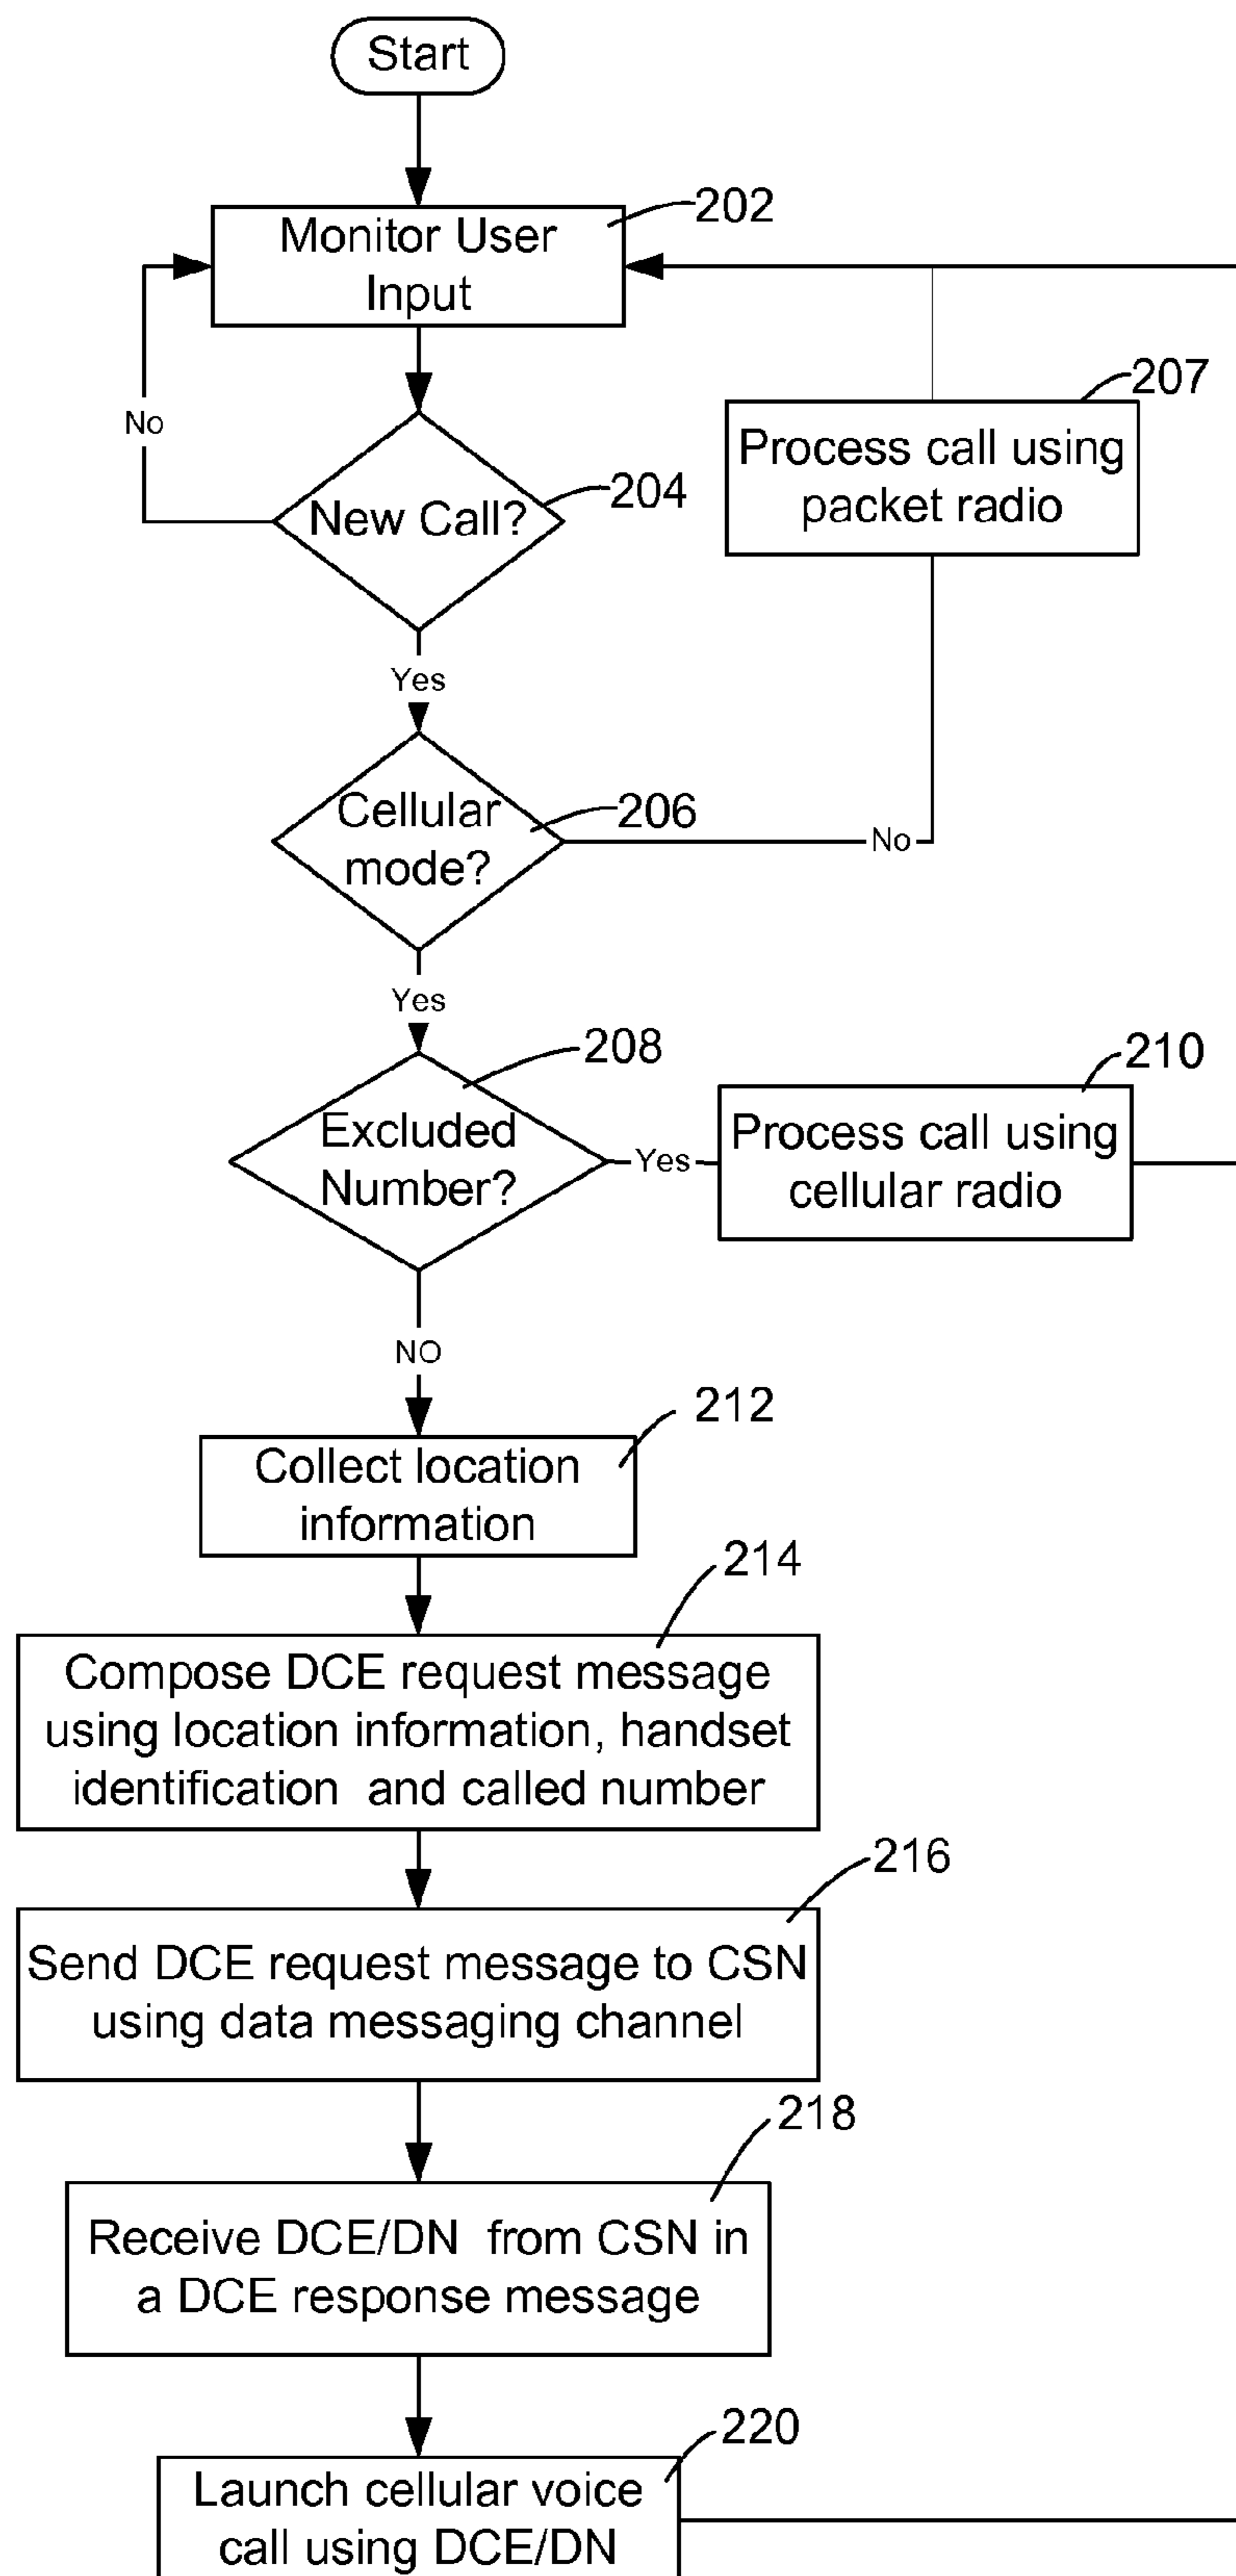 Start
202
Monitor User
Input
No
207
Process call using
packet radio
204
New Call?
Yes
206
Cellular
mode?
No
Yes
208
Excluded
Number?
Yes
210
Process call using
cellular radio
NO
212
Collect location
information
214
Compose DCE request message
using location information, handset
identification and called number
216
Send DCE request message to CSN
using data messaging channel
218
Receive DCE/DN from CSN in
a DCE response message
220
Launch cellular voice
call using DCE/DN